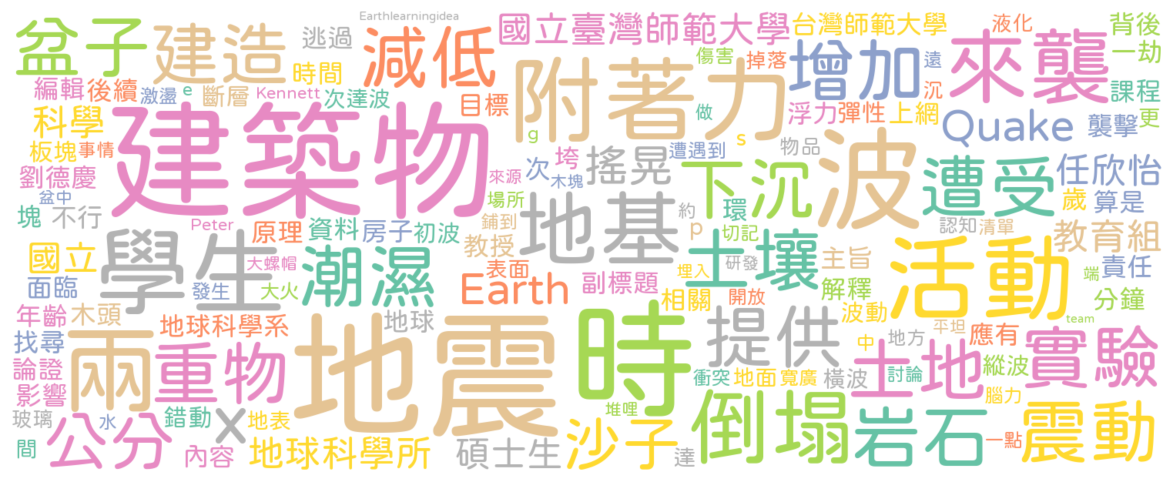 Earthlearningidea
盆子 建造 逃過 減低 國立臺灣師範大學 台灣師範大學 液化 背後
編輯 後續 激盪 e 斷層 時間 Kennett 次達波 目標 附著力 傷害 掉落 增加 遠 沉 來襲 一劫
科學 建築物 g 做 s 浮力 彈性 上網 課程
板塊 事情 次 垮 搖晃 遭遇到 物品 波 Quake 襲擊 更
劉德慶 盆中 來源 木塊 下沉 遭受 任欣怡
塊 不行 Peter 原理 資料 房子 初波 場所 鋪到 地基 約 p 環 切記 土壤 認知 清單 歲 算是
國立 學生 大螺帽 潮濕 教授 表面 研發 主旨 活動 教育組
面臨 發生 大火 Earth 副標題 埋入 解釋 端 責任
年齡 木頭 地球科學系 地球 地震 時 相關 開放 波動 分鐘
找尋 兩 重物 提供 中 地方 平坦 應有 team
論證 衝突 地面 寬廣 橫波 土地 討論 縱波 實驗
影響 堆哩 倒塌 腦力
玻璃 水 錯動 X 地表 沙子 岩石 一點 震動
間 公分 內容 地球科學所 碩士生 達